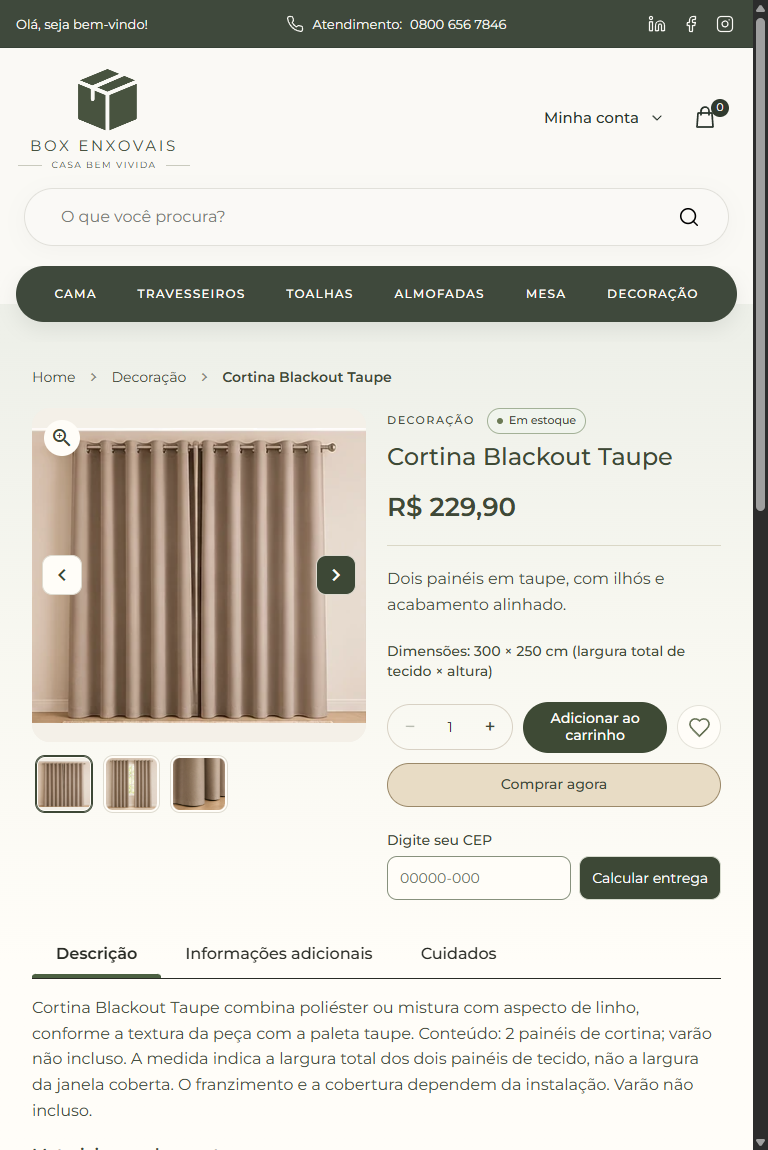 Olá, seja bem-vindo!
Atendimento: 0800 656 7846
BOX ENXOVAIS
CASA BEM VIVIDA
Minha conta
0
O que você procura?
CAMA TRAVESSEIROS TOALHAS ALMOFADAS MESA DECORAÇÃO
Home > Decoração > Cortina Blackout Taupe
DECORAÇÃO
Em estoque
Cortina Blackout Taupe
R$ 229,90
Dois painéis em taupe, com ilhós e
acabamento alinhado.
Dimensões: 300 × 250 cm (largura total de
tecido × altura)
− 1 +
Adicionar ao
carrinho
Comprar agora
Digite seu CEP
00000-000
Calcular entrega
Descrição Informações adicionais Cuidados
Cortina Blackout Taupe combina poliéster ou mistura com aspecto de linho,
conforme a textura da peça com a paleta taupe. Conteúdo: 2 painéis de cortina; varão
não incluso. A medida indica a largura total dos dois painéis de tecido, não a largura
da janela coberta. O franzimento e a cobertura dependem da instalação. Varão não
incluso.